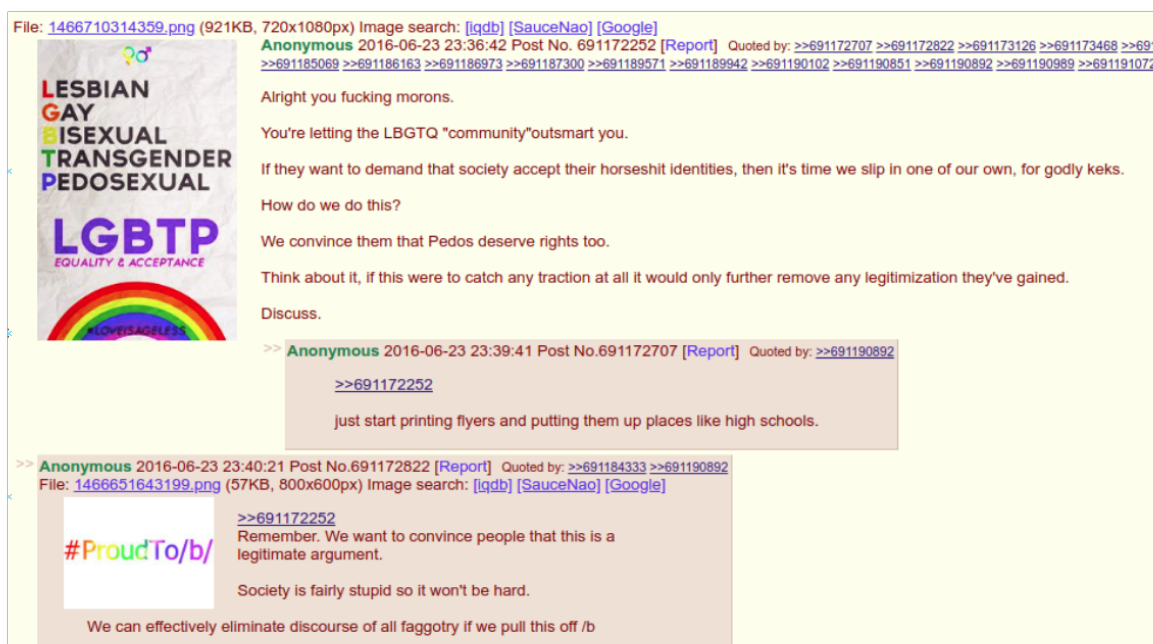 File: 1466710314359.png (921KB, 720x1080px) Image search: [iqdb] [SauceNao] [Google]
Anonymous 2016-06-23 23:36:42 Post No. 691172252 [Report] Quoted by: >>691172707 >>691172822 >>691173126 >>691173468 >>691
>>691185069 >>691186163 >>691186973 >>691187300 >>691189571 >>691189942 >>691190102 >>691190851 >>691190892 >>691190989 >>691191072
LESBIAN
GAY
BISEXUAL
TRANSGENDER
PEDOSEXUAL
LGBTP
EQUALITY & ACCEPTANCE
#LOVEISAGELESS
Alright you fucking morons.
You're letting the LBGTQ "community"outsmart you.
If they want to demand that society accept their horseshit identities, then it's time we slip in one of our own, for godly keks.
How do we do this?
We convince them that Pedos deserve rights too.
Think about it, if this were to catch any traction at all it would only further remove any legitimization they've gained.
Discuss.
>> Anonymous 2016-06-23 23:39:41 Post No.691172707 [Report] Quoted by: >>691190892
>>691172252
just start printing flyers and putting them up places like high schools.
>> Anonymous 2016-06-23 23:40:21 Post No.691172822 [Report] Quoted by: >>691184333 >>691190892
File: 1466651643199.png (57KB, 800x600px) Image search: [iqdb] [SauceNao] [Google]
#ProudTo/b/
>>691172252
Remember. We want to convince people that this is a
legitimate argument.
Society is fairly stupid so it won't be hard.
We can effectively eliminate discourse of all faggotry if we pull this off /b